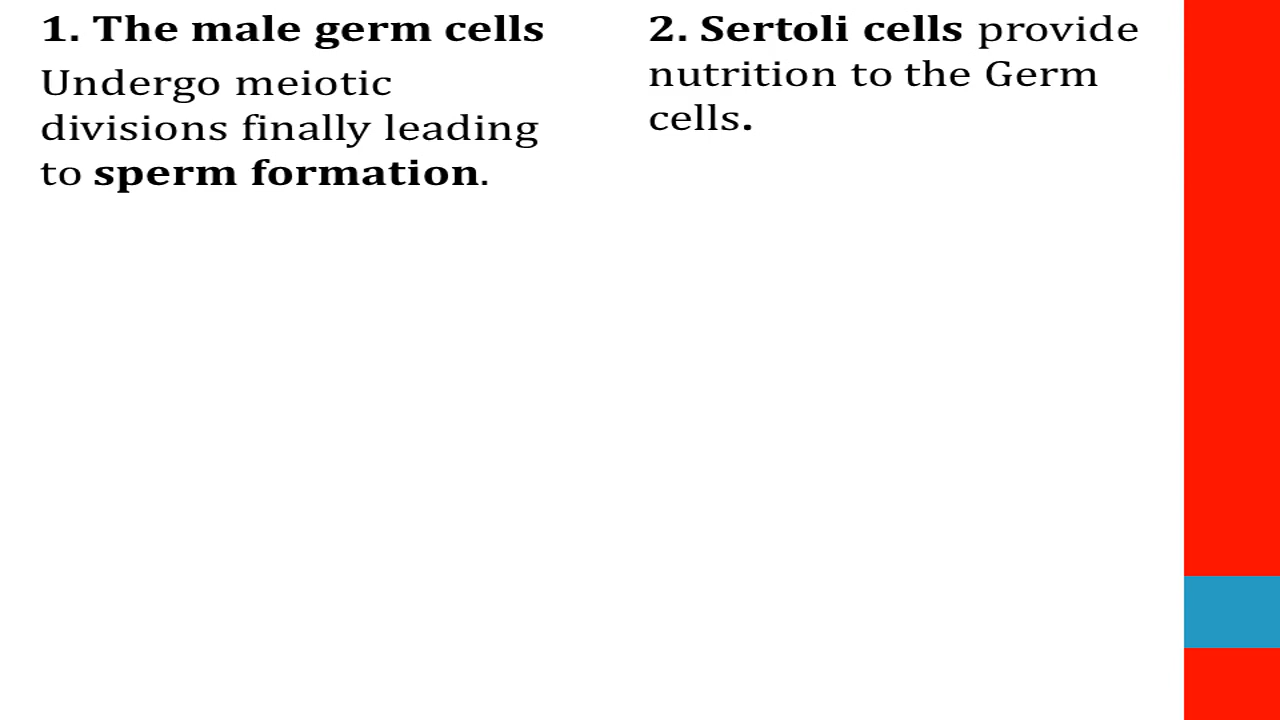 1. The male germ cells
Undergo meiotic
divisions finally leading
to sperm formation.
2. Sertoli cells provide
nutrition to the Germ
cells.